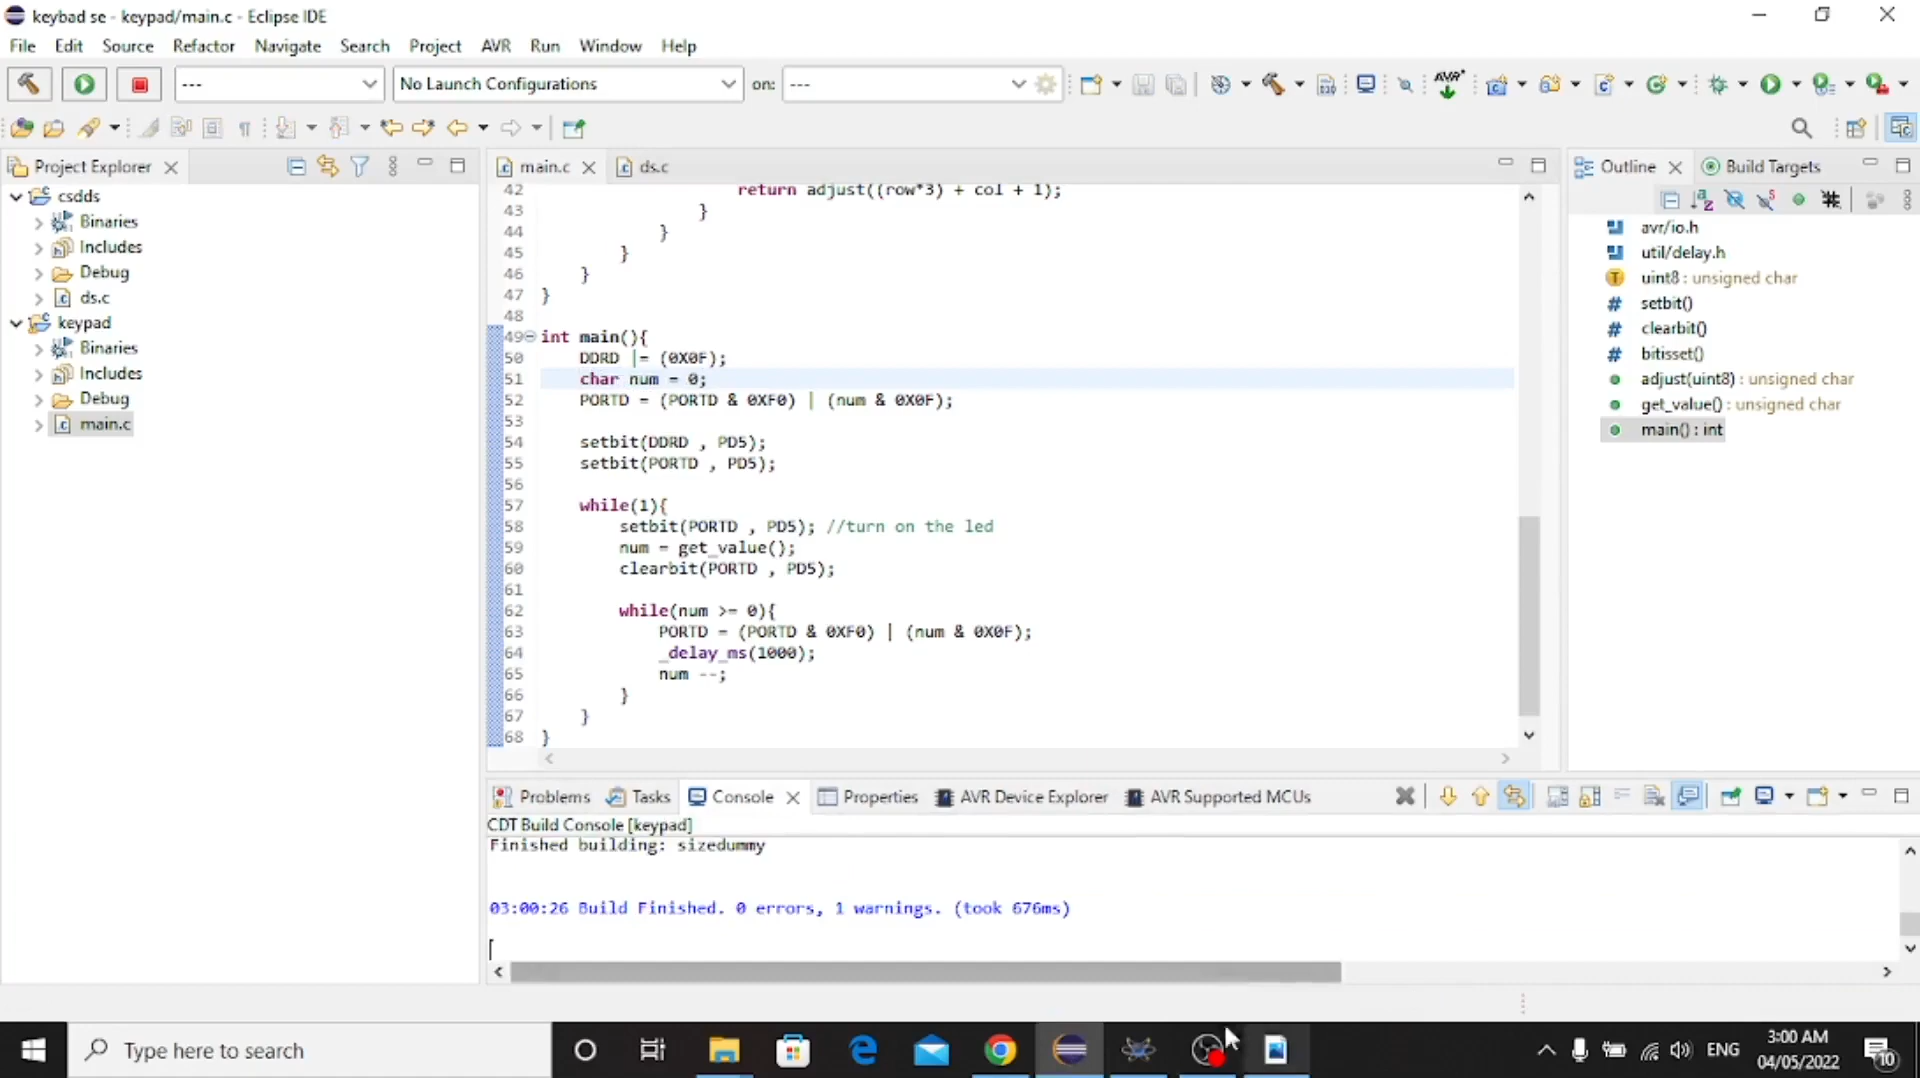 keybad se - keypad/main.c - Eclipse IDE
File Edit Source Refactor Navigate Search Project AVR Run Window Help
--- No Launch Configurations on: ---
AVR
Project Explorer
csdds
Binaries
Includes
Debug
ds.c
keypad
Binaries
Includes
Debug
main.c
main.c ds.c
42 return adjust((row*3) + col + 1);
43 }
44 }
45 }
46 }
47 }
48
49 int main(){
50 DDRD |= (0X0F);
51 char num = 0;
52 PORTD = (PORTD & 0XF0) | (num & 0X0F);
53
54 setbit(DDRD , PD5);
55 setbit(PORTD , PD5);
56
57 while(1){
58 setbit(PORTD , PD5); //turn on the led
59 num = get_value();
60 clearbit(PORTD , PD5);
61
62 while(num >= 0){
63 PORTD = (PORTD & 0XF0) | (num & 0X0F);
64 _delay_ms(1000);
65 num --;
66 }
67 }
68 }
Outline Build Targets
avr/io.h
util/delay.h
uint8 : unsigned char
setbit()
clearbit()
bitisset()
adjust(uint8) : unsigned char
get_value() : unsigned char
main() : int
Problems Tasks Console Properties AVR Device Explorer AVR Supported MCUs
CDT Build Console [keypad]
Finished building: sizedummy
03:00:26 Build Finished. 0 errors, 1 warnings. (took 676ms)
Type here to search
ENG
3:00 AM
04/05/2022
10